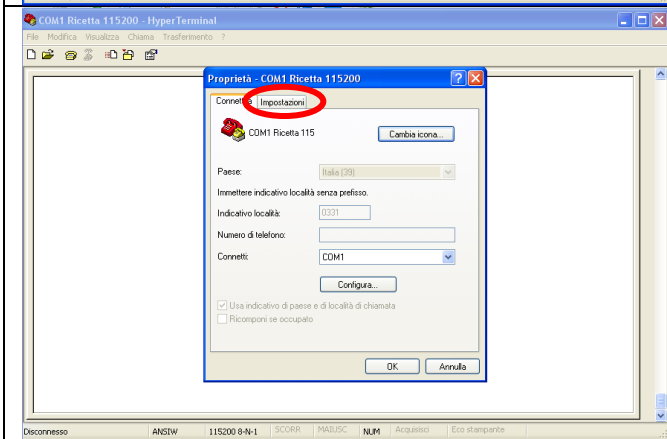 COM1 Ricetta 115200 - HyperTerminal
File Modifica Visualizza Chiama Trasferimento ?
Proprietà - COM1 Ricetta 115200
Impostazioni
COM1 Ricetta 115
Cambia icona...
Paese: Italia (39)
Immettere indicativo località senza prefisso.
Indicativo località: 0331
Numero di telefono:
Connetti: COM1
Configura...
Usa indicativo di paese e di località di chiamata
Ricomponi se occupato
OK Annulla
Disconnesso ANSIW 115200 8-N-1 SCORR MAIUSC NUM Acquisisci Eco stampante